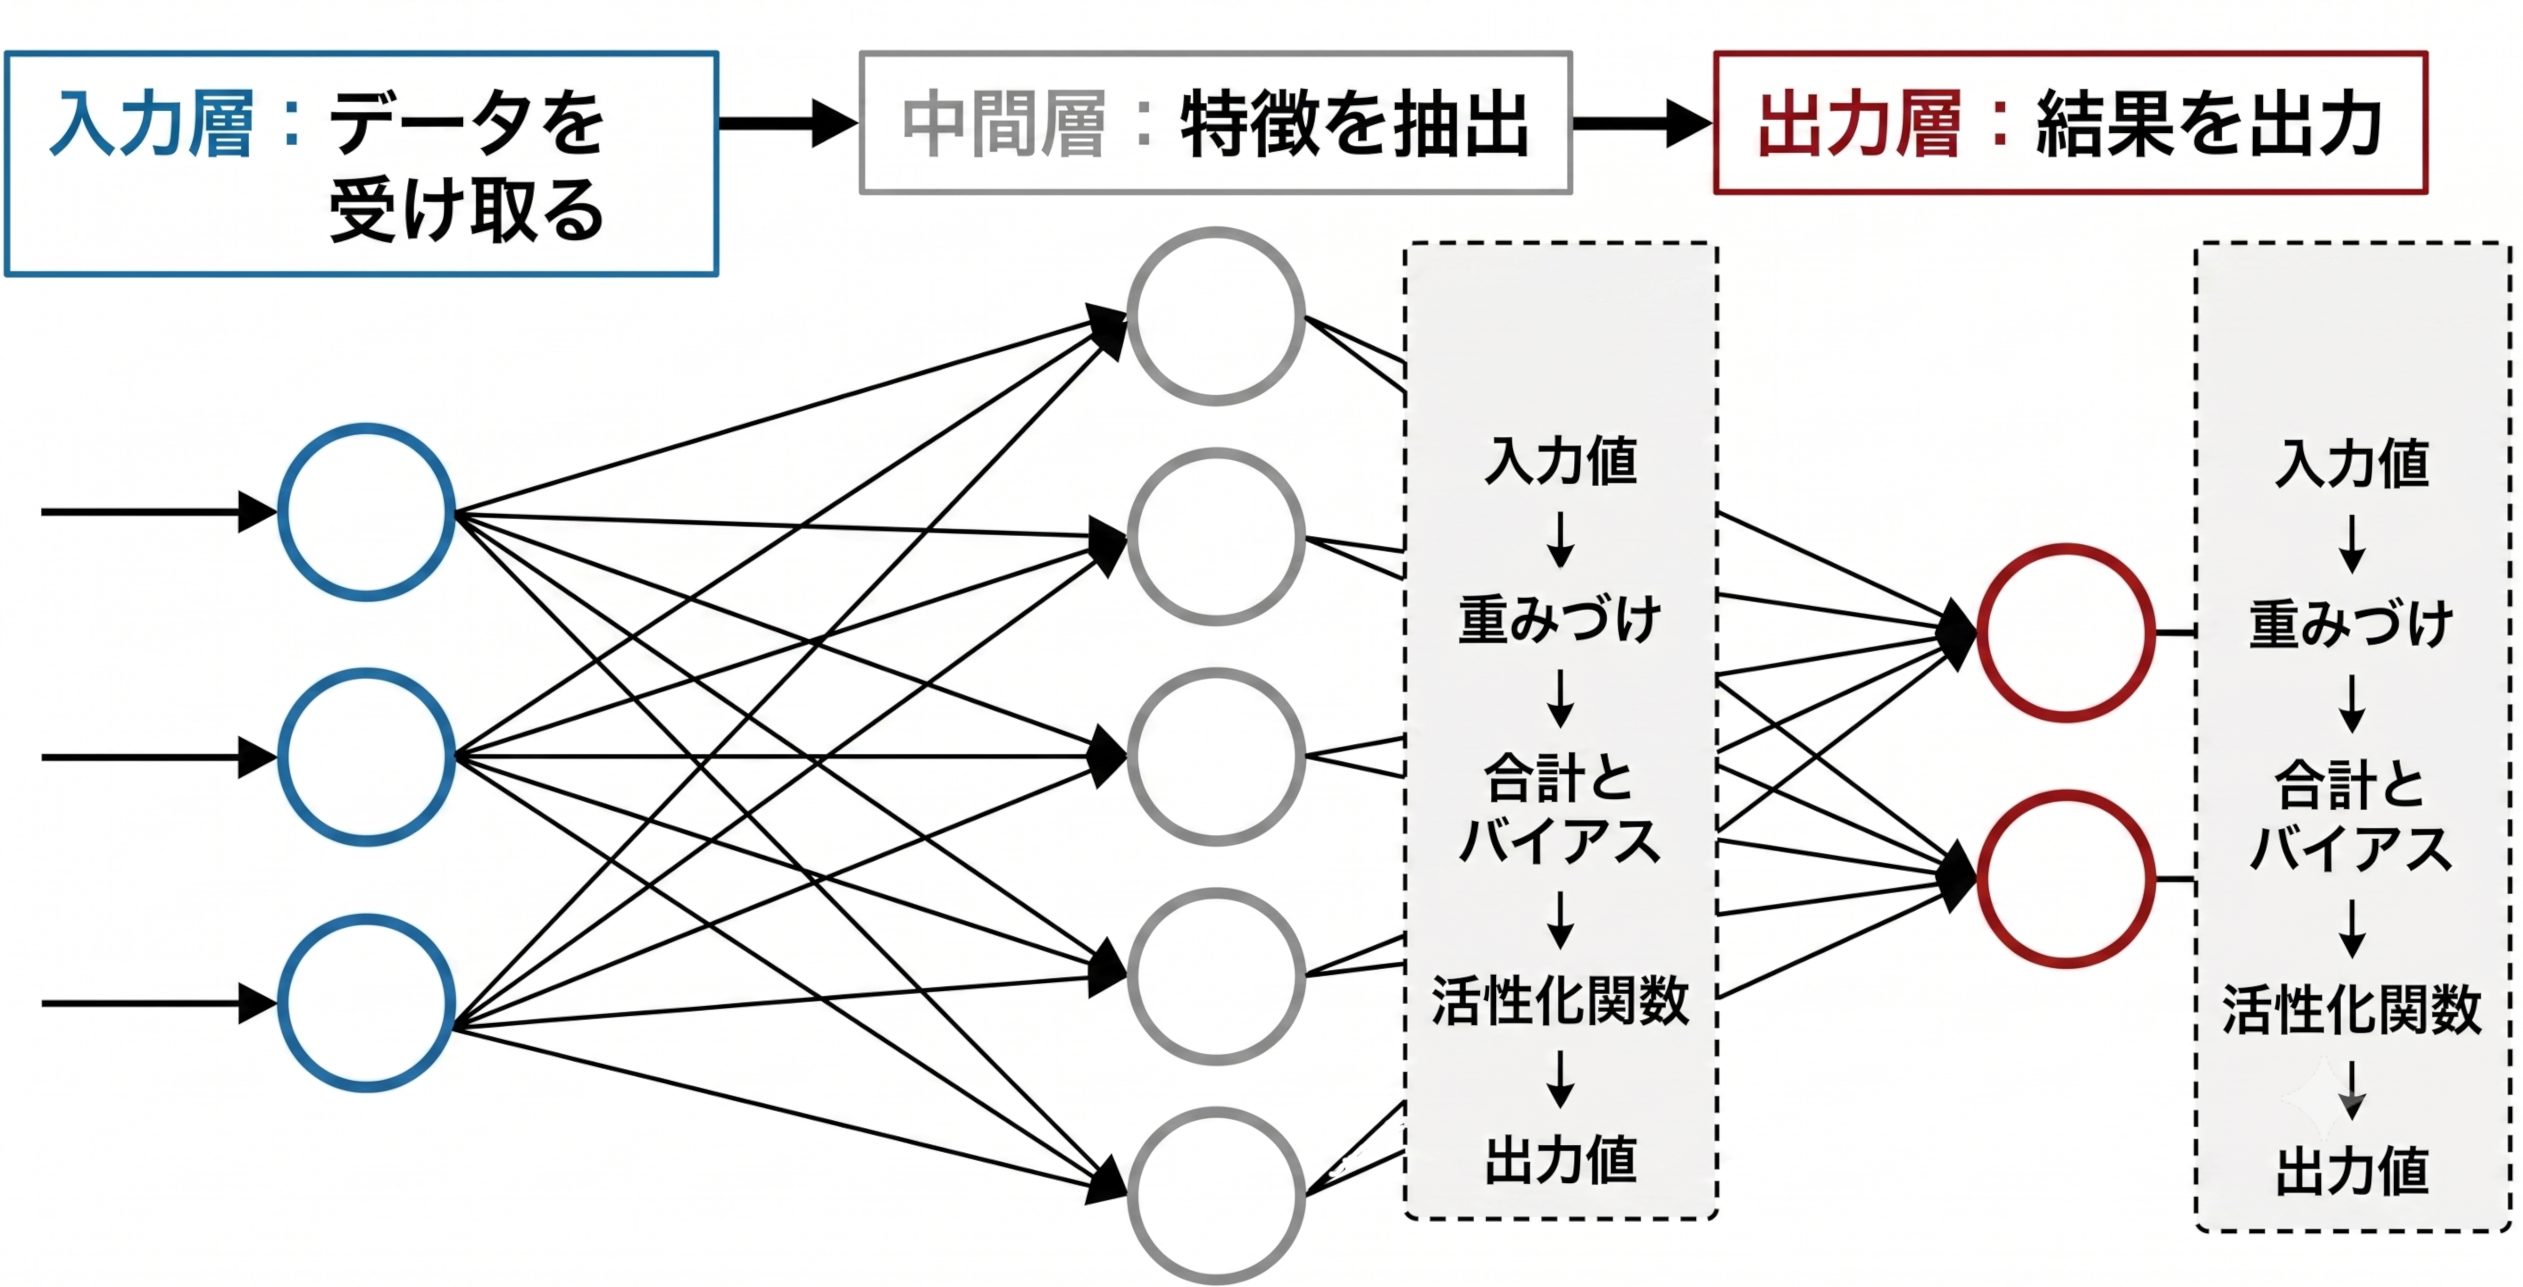 入力層：データを
受け取る
中間層：特徴を抽出
出力層：結果を出力
入力値
重みづけ
合計と
バイアス
活性化関数
出力値
入力値
重みづけ
合計と
バイアス
活性化関数
出力値